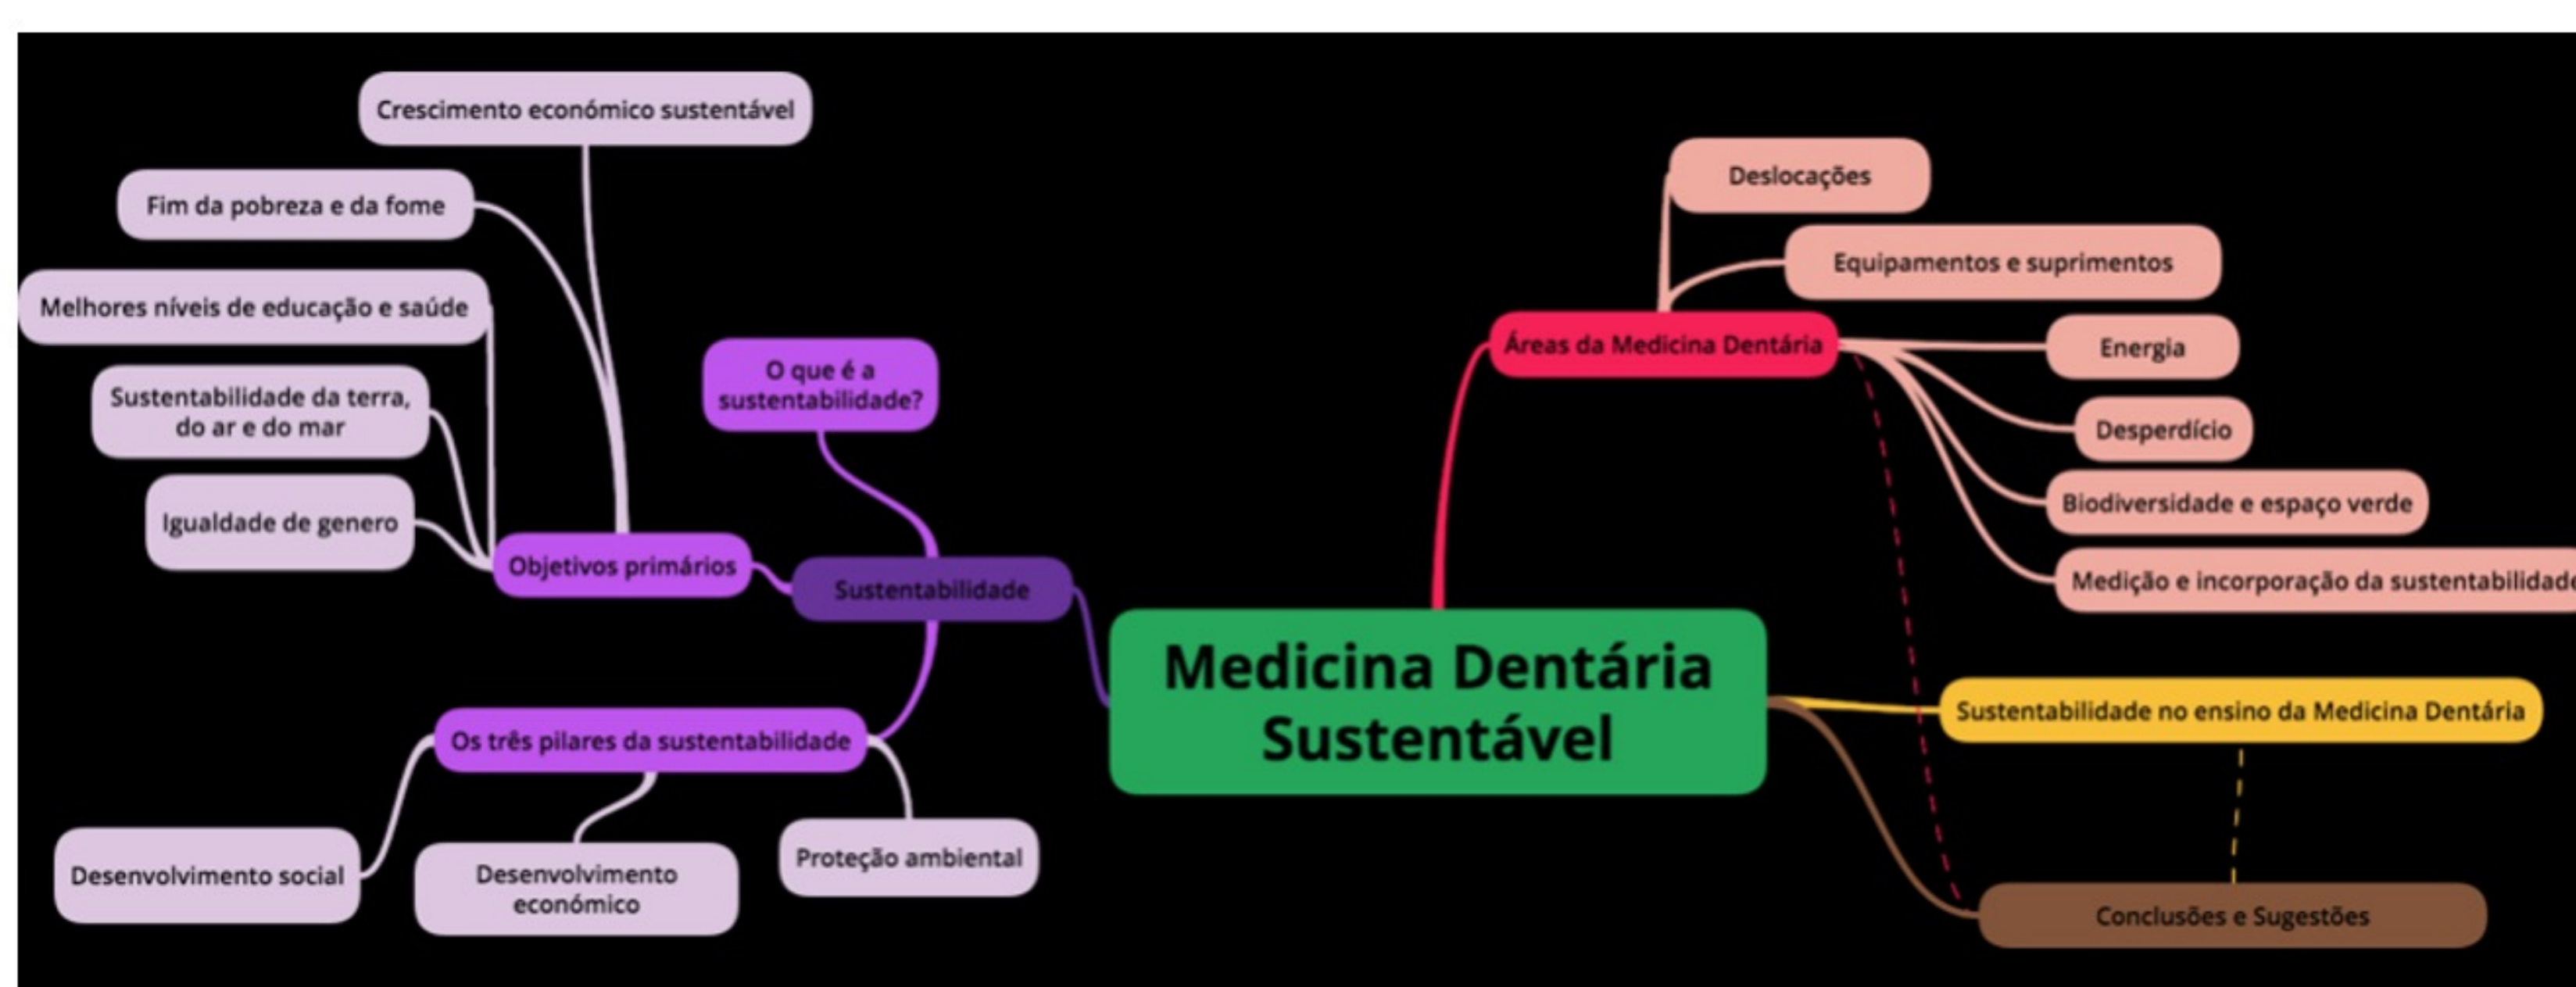 Crescimento económico sustentável
Fim da pobreza e da fome
Melhores níveis de educação e saúde
Sustentabilidade da terra,
do ar e do mar
Igualdade de genero
Objetivos primários
O que é a
sustentabilidade?
Sustentabilidade
Os três pilares da sustentabilidade
Desenvolvimento social
Desenvolvimento
económico
Proteção ambiental
Medicina Dentária
Sustentável
Áreas da Medicina Dentária
Deslocações
Equipamentos e suprimentos
Energia
Desperdício
Biodiversidade e espaço verde
Medição e incorporação da sustentabilidade
Sustentabilidade no ensino da Medicina Dentária
Conclusões e Sugestões